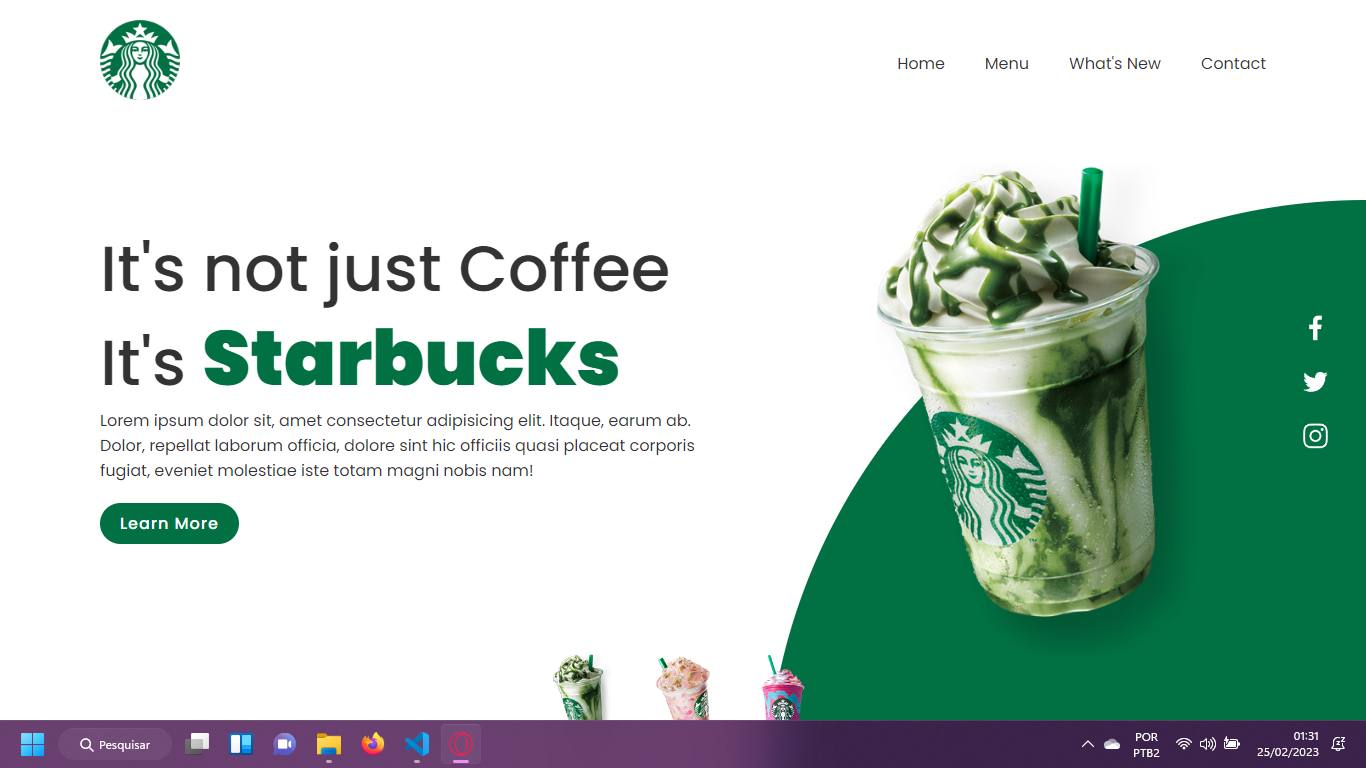 Home Menu What's New Contact
It's not just Coffee
It's Starbucks
Lorem ipsum dolor sit, amet consectetur adipisicing elit. Itaque, earum ab.
Dolor, repellat laborum officia, dolore sint hic officiis quasi placeat corporis
fugiat, eveniet molestiae iste totam magni nobis nam!
Learn More
Pesquisar
POR
PTB2
01:31
25/02/2023